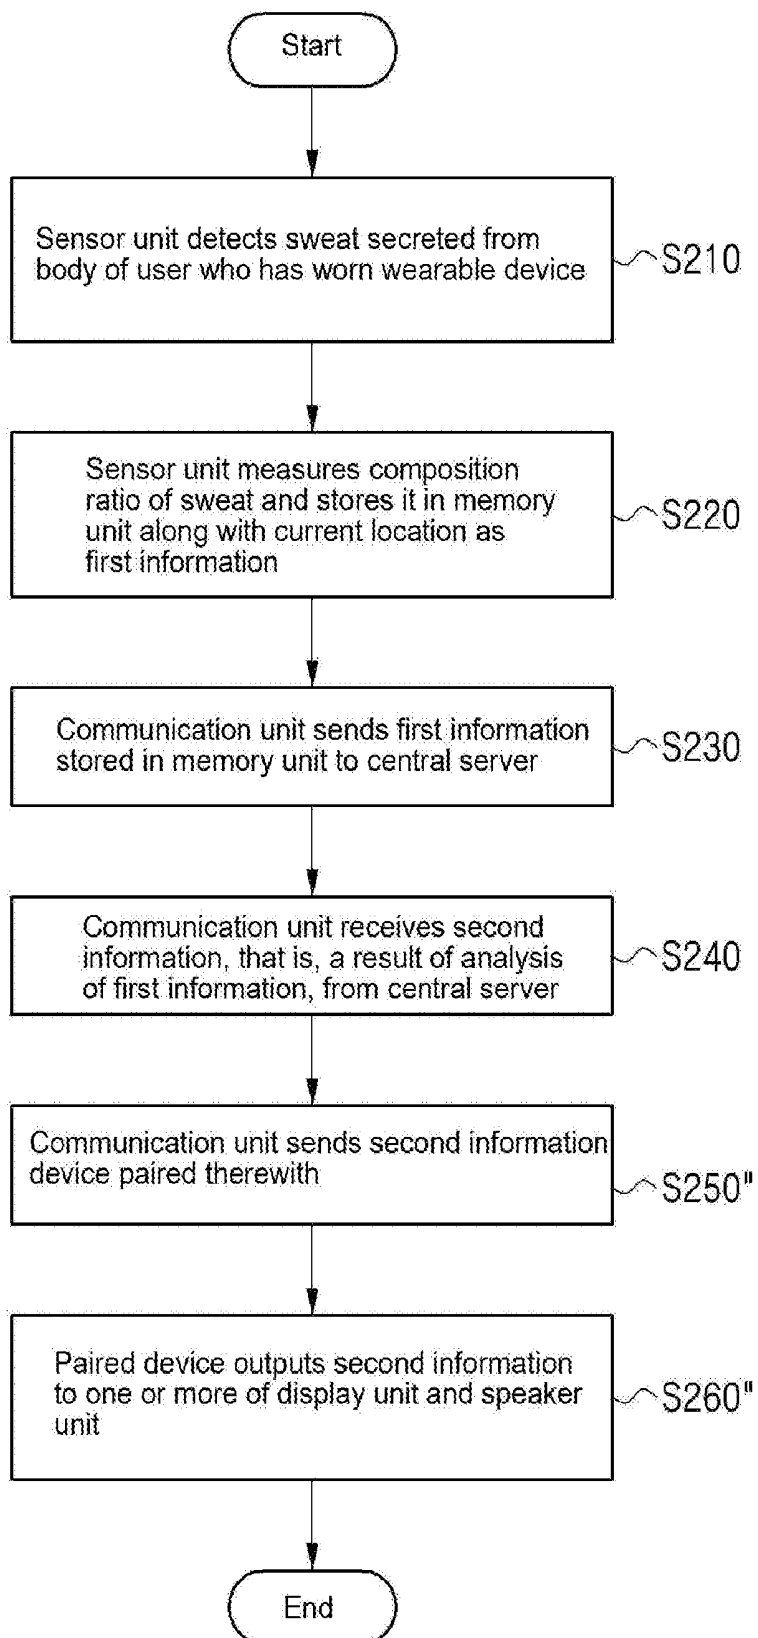 Start
Sensor unit detects sweat secreted from
body of user who has worn wearable device
S210
Sensor unit measures composition
ratio of sweat and stores it in memory
unit along with current location as
first information
S220
Communication unit sends first information
stored in memory unit to central server
S230
Communication unit receives second
information, that is, a result of analysis
of first information, from central server
S240
Communication unit sends second information
device paired therewith
S250"
Paired device outputs second information
to one or more of display unit and speaker
unit
S260"
End